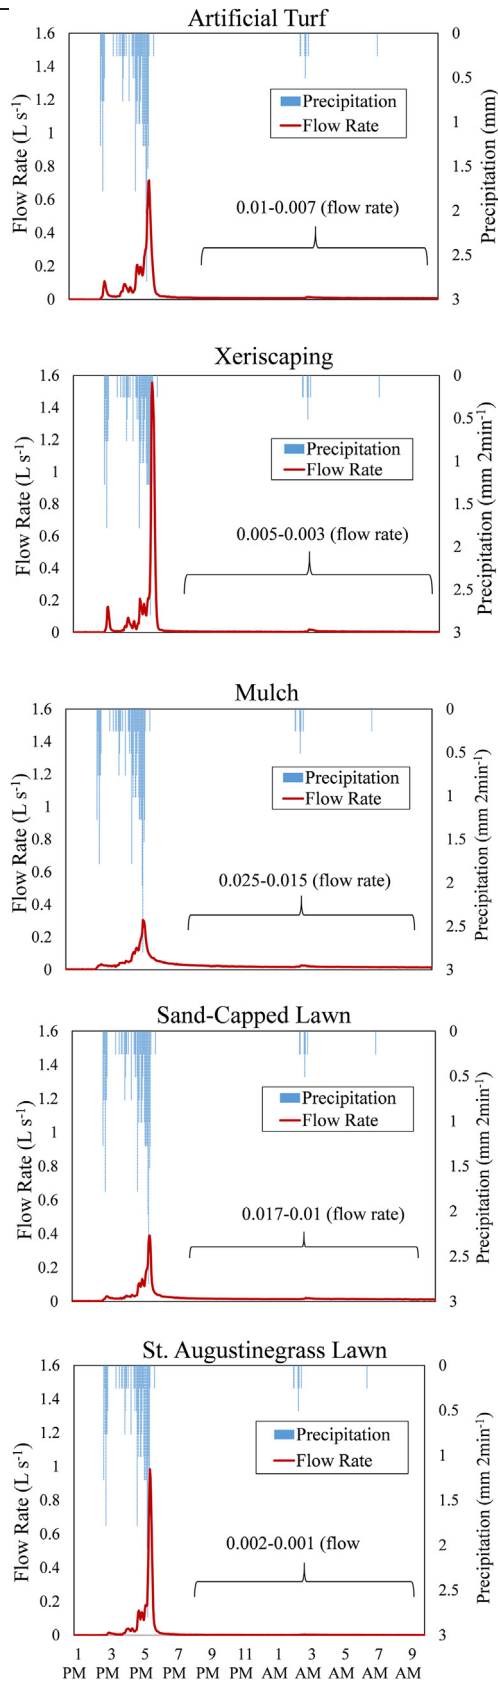 Artificial Turf
1.6
1.4
1.2
1
0.8
0.6
0.4
0.2
0
Flow Rate (L s-1)
0
0.5
1
1.5
2
2.5
3
Precipitation (mm)
Precipitation
Flow Rate
0.01-0.007 (flow rate)
Xeriscaping
1.6
1.4
1.2
1
0.8
0.6
0.4
0.2
0
Flow Rate (L s-1)
0
0.5
1
1.5
2
2.5
3
Precipitation (mm 2min-1)
Precipitation
Flow Rate
0.005-0.003 (flow rate)
Mulch
1.6
1.4
1.2
1
0.8
0.6
0.4
0.2
0
Flow Rate (L s-1)
0
0.5
1
1.5
2
2.5
3
Precipitation (mm 2min-1)
Precipitation
Flow Rate
0.025-0.015 (flow rate)
Sand-Capped Lawn
1.6
1.4
1.2
1
0.8
0.6
0.4
0.2
0
Flow Rate (L s-1)
0
0.5
1
1.5
2
2.5
3
Precipitation (mm 2min-1)
Precipitation
Flow Rate
0.017-0.01 (flow rate)
St. Augustinegrass Lawn
1.6
1.4
1.2
1
0.8
0.6
0.4
0.2
0
Flow Rate (L s-1)
0
0.5
1
1.5
2
2.5
3
Precipitation (mm 2min-1)
Precipitation
Flow Rate
0.002-0.001 (flow
1 3 5 7 9 11 1 3 5 7 9
PM PM PM PM PM PM AM AM AM AM AM